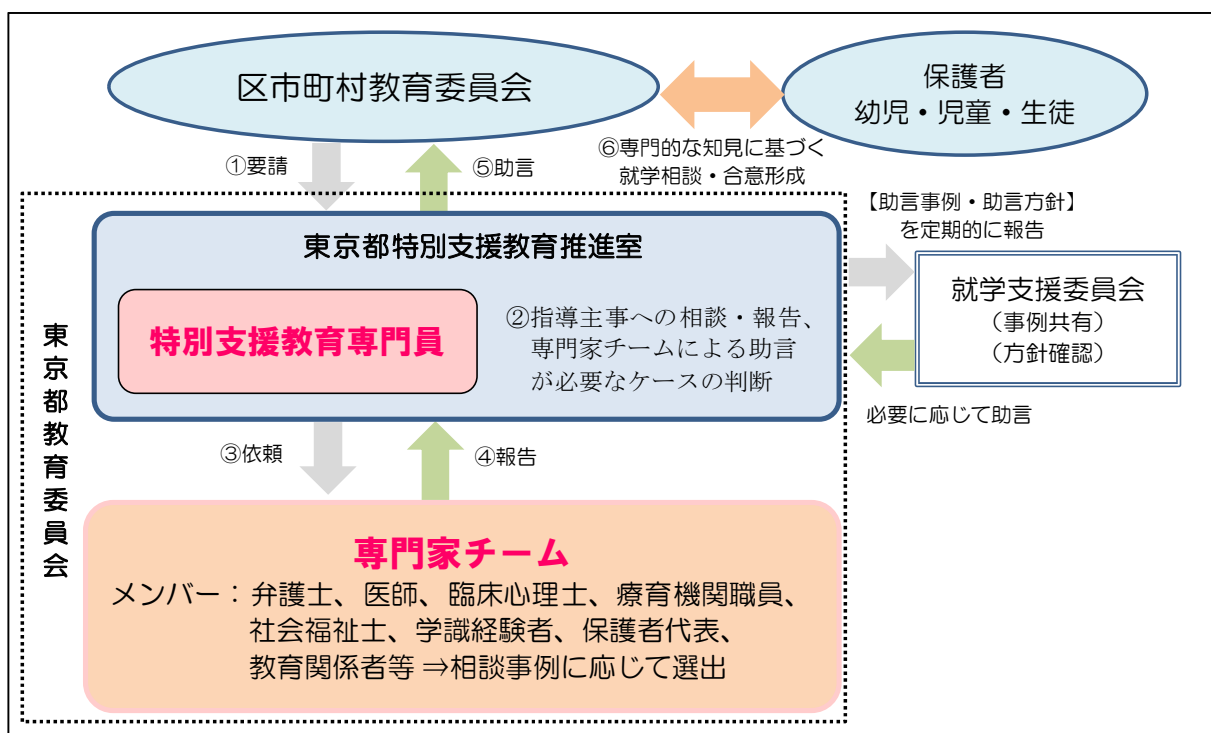 区市町村教育委員会
保護者
幼児・児童・生徒
①要請
⑤助言
⑥専門的な知見に基づく
就学相談・合意形成
【助言事例・助言方針】
を定期的に報告
東京都特別支援教育推進室
特別支援教育専門員
②指導主事への相談・報告、
専門家チームによる助言
が必要なケースの判断
就学支援委員会
（事例共有）
（方針確認）
必要に応じて助言
東京都教育委員会
③依頼
④報告
専門家チーム
メンバー：弁護士、医師、臨床心理士、療育機関職員、
社会福祉士、学識経験者、保護者代表、
教育関係者等 ⇒相談事例に応じて選出